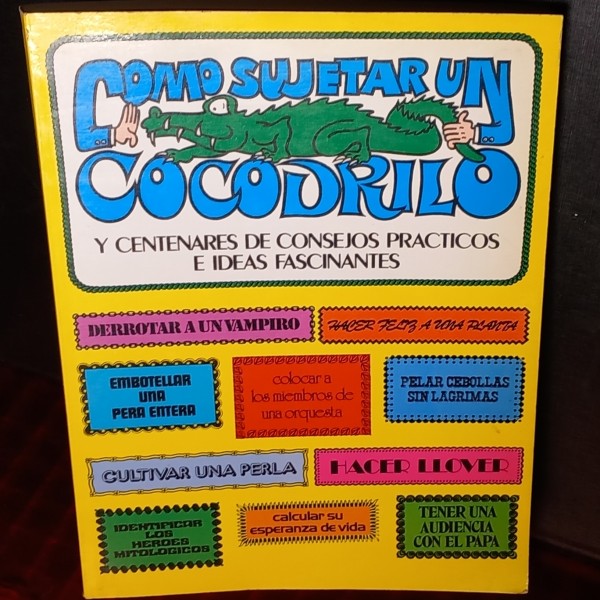 COMO SUJETAR UN
COCODRILO
Y CENTENARES DE CONSEJOS PRACTICOS
E IDEAS FASCINANTES
DERROTAR A UN VAMPIRO
HACER FELIZ A UNA PLANTA
EMBOTELLAR
UNA
PERA ENTERA
colocar a
los miembros de
una orquesta
PELAR CEBOLLAS
SIN LAGRIMAS
CULTIVAR UNA PERLA
HACER LLOVER
IDENTIFICAR
LOS
HEROES
MITOLOGICOS
calcular su
esperanza de vida
TENER UNA
AUDIENCIA
CON EL PAPA